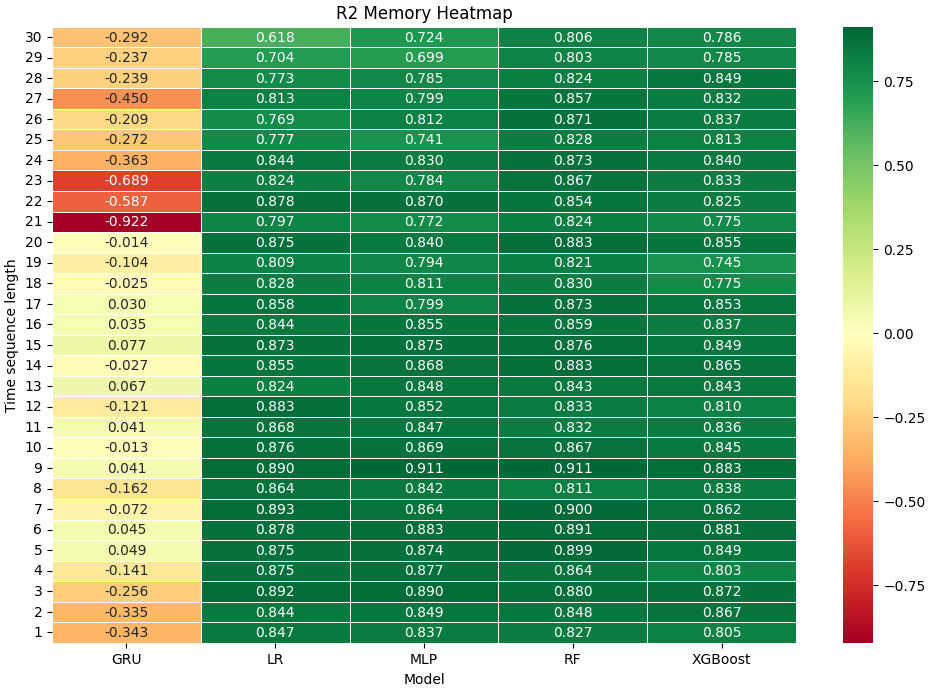 R2 Memory Heatmap
30 -0.292 0.618 0.724 0.806 0.786
29 -0.237 0.704 0.699 0.803 0.785
28 -0.239 0.773 0.785 0.824 0.849
27 -0.450 0.813 0.799 0.857 0.832
26 -0.209 0.769 0.812 0.871 0.837
25 -0.272 0.777 0.741 0.828 0.813
24 -0.363 0.844 0.830 0.873 0.840
23 -0.689 0.824 0.784 0.867 0.833
22 -0.587 0.878 0.870 0.854 0.825
21 -0.922 0.797 0.772 0.824 0.775
20 -0.014 0.875 0.840 0.883 0.855
19 -0.104 0.809 0.794 0.821 0.745
18 -0.025 0.828 0.811 0.830 0.775
17 0.030 0.858 0.799 0.873 0.853
16 0.035 0.844 0.855 0.859 0.837
15 0.077 0.873 0.875 0.876 0.849
14 -0.027 0.855 0.868 0.883 0.865
13 0.067 0.824 0.848 0.843 0.843
12 -0.121 0.883 0.852 0.833 0.810
11 0.041 0.868 0.847 0.832 0.836
10 -0.013 0.876 0.869 0.867 0.845
9 0.041 0.890 0.911 0.911 0.883
8 -0.162 0.864 0.842 0.811 0.838
7 -0.072 0.893 0.864 0.900 0.862
6 0.045 0.878 0.883 0.891 0.881
5 0.049 0.875 0.874 0.899 0.849
4 -0.141 0.875 0.877 0.864 0.803
3 -0.256 0.892 0.890 0.880 0.872
2 -0.335 0.844 0.849 0.848 0.867
1 -0.343 0.847 0.837 0.827 0.805
GRU LR MLP RF XGBoost
Model
Time sequence length
0.75
0.50
0.25
0.00
−0.25
−0.50
−0.75